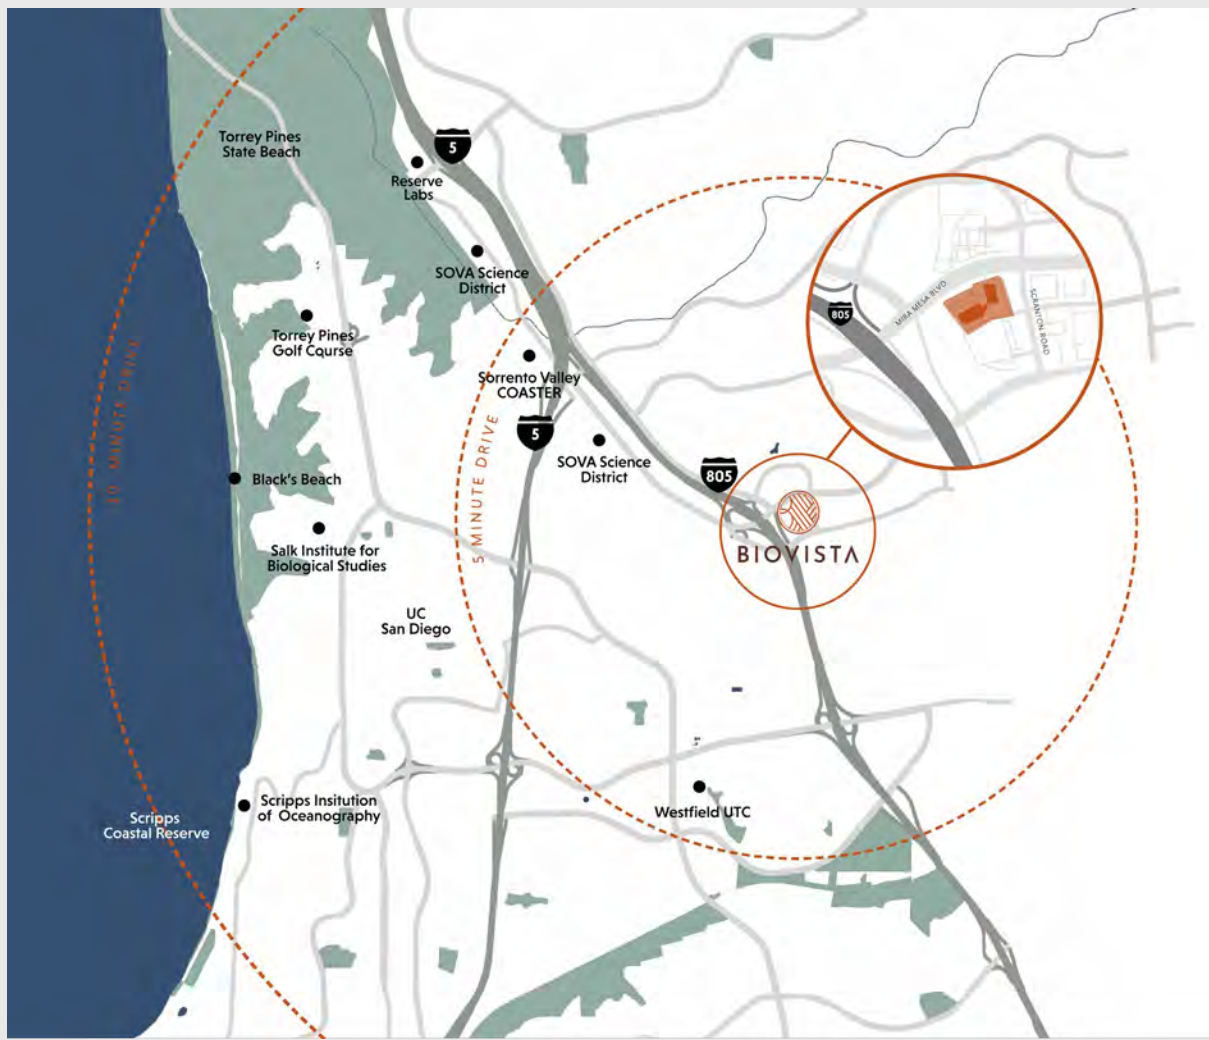 Torrey Pines
State Beach
5
Reserve
Labs
SOVA Science
District
805
MIRA MESA BLVD
SCRANTON ROAD
Torrey Pines
Golf Course
10 MINUTE DRIVE
Sorrento Valley
COASTER
5
5 MINUTE DRIVE
SOVA Science
District
805
Black's Beach
BIOVISTA
Salk Institute for
Biological Studies
UC
San Diego
Scripps Insitution
of Oceanography
Scripps
Coastal Reserve
Westfield UTC